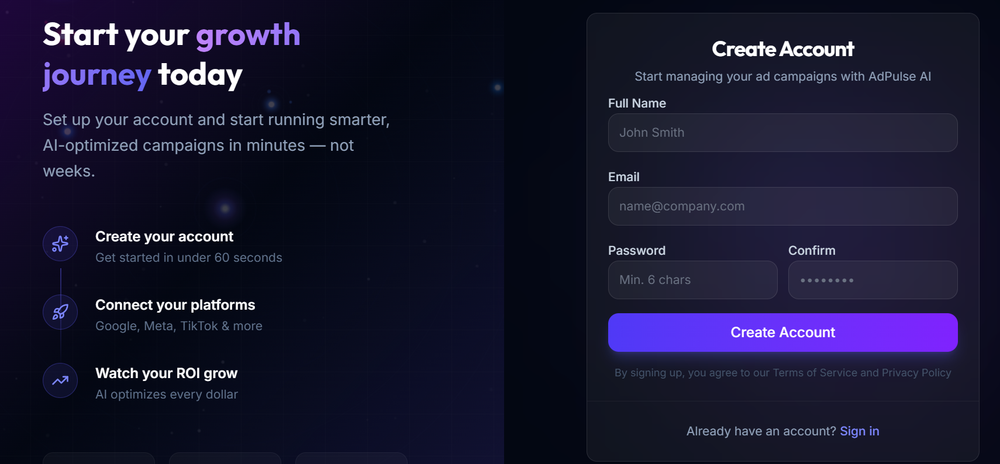 Start your growth
journey today
Set up your account and start running smarter,
AI-optimized campaigns in minutes — not
weeks.
Create your account
Get started in under 60 seconds
Connect your platforms
Google, Meta, TikTok & more
Watch your ROI grow
AI optimizes every dollar
Create Account
Start managing your ad campaigns with AdPulse AI
Full Name
John Smith
Email
name@company.com
Password
Confirm
Min. 6 chars
••••••••
Create Account
By signing up, you agree to our Terms of Service and Privacy Policy
Already have an account? Sign in